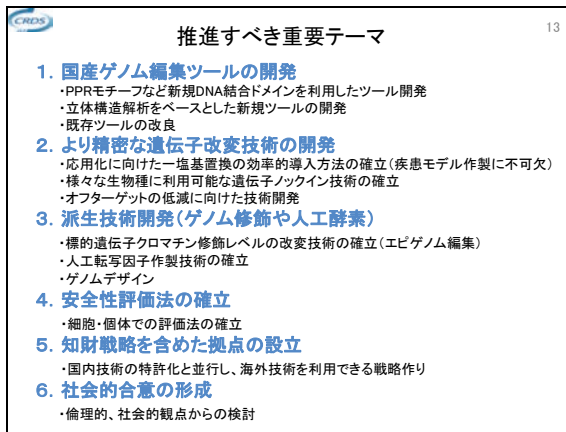 CRDS
推進すべき重要テーマ
13
1. 国産ゲノム編集ツールの開発
・PPRモチーフなど新規DNA結合ドメインを利用したツール開発
・立体構造解析をベースとした新規ツールの開発
・既存ツールの改良
2. より精密な遺伝子改変技術の開発
・応用化に向けた一塩基置換の効率的導入方法の確立(疾患モデル作製に不可欠)
・様々な生物種に利用可能な遺伝子ノックイン技術の確立
・オフターゲットの低減に向けた技術開発
3. 派生技術開発(ゲノム修飾や人工酵素)
・標的遺伝子クロマチン修飾レベルの改変技術の確立(エピゲノム編集)
・人工転写因子作製技術の確立
・ゲノムデザイン
4. 安全性評価法の確立
・細胞・個体での評価法の確立
5. 知財戦略を含めた拠点の設立
・国内技術の特許化と並行し、海外技術を利用できる戦略作り
6. 社会的合意の形成
・倫理的、社会的観点からの検討